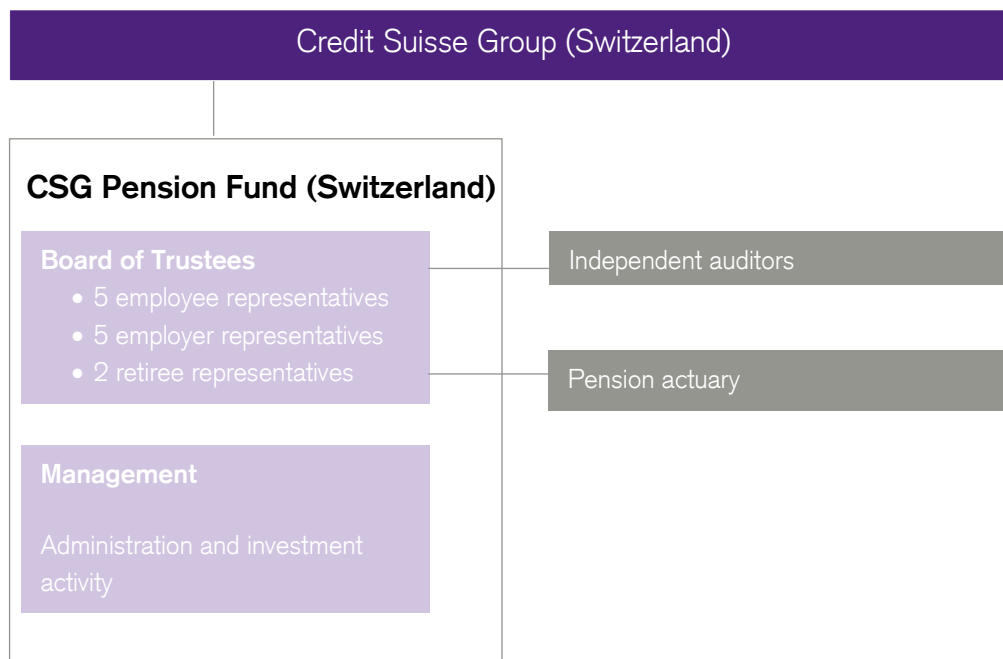 Credit Suisse Group (Switzerland)
CSG Pension Fund (Switzerland)
Board of Trustees
• 5 employee representatives
• 5 employer representatives
• 2 retiree representatives
Independent auditors
Pension actuary
Management
Administration and investment
activity